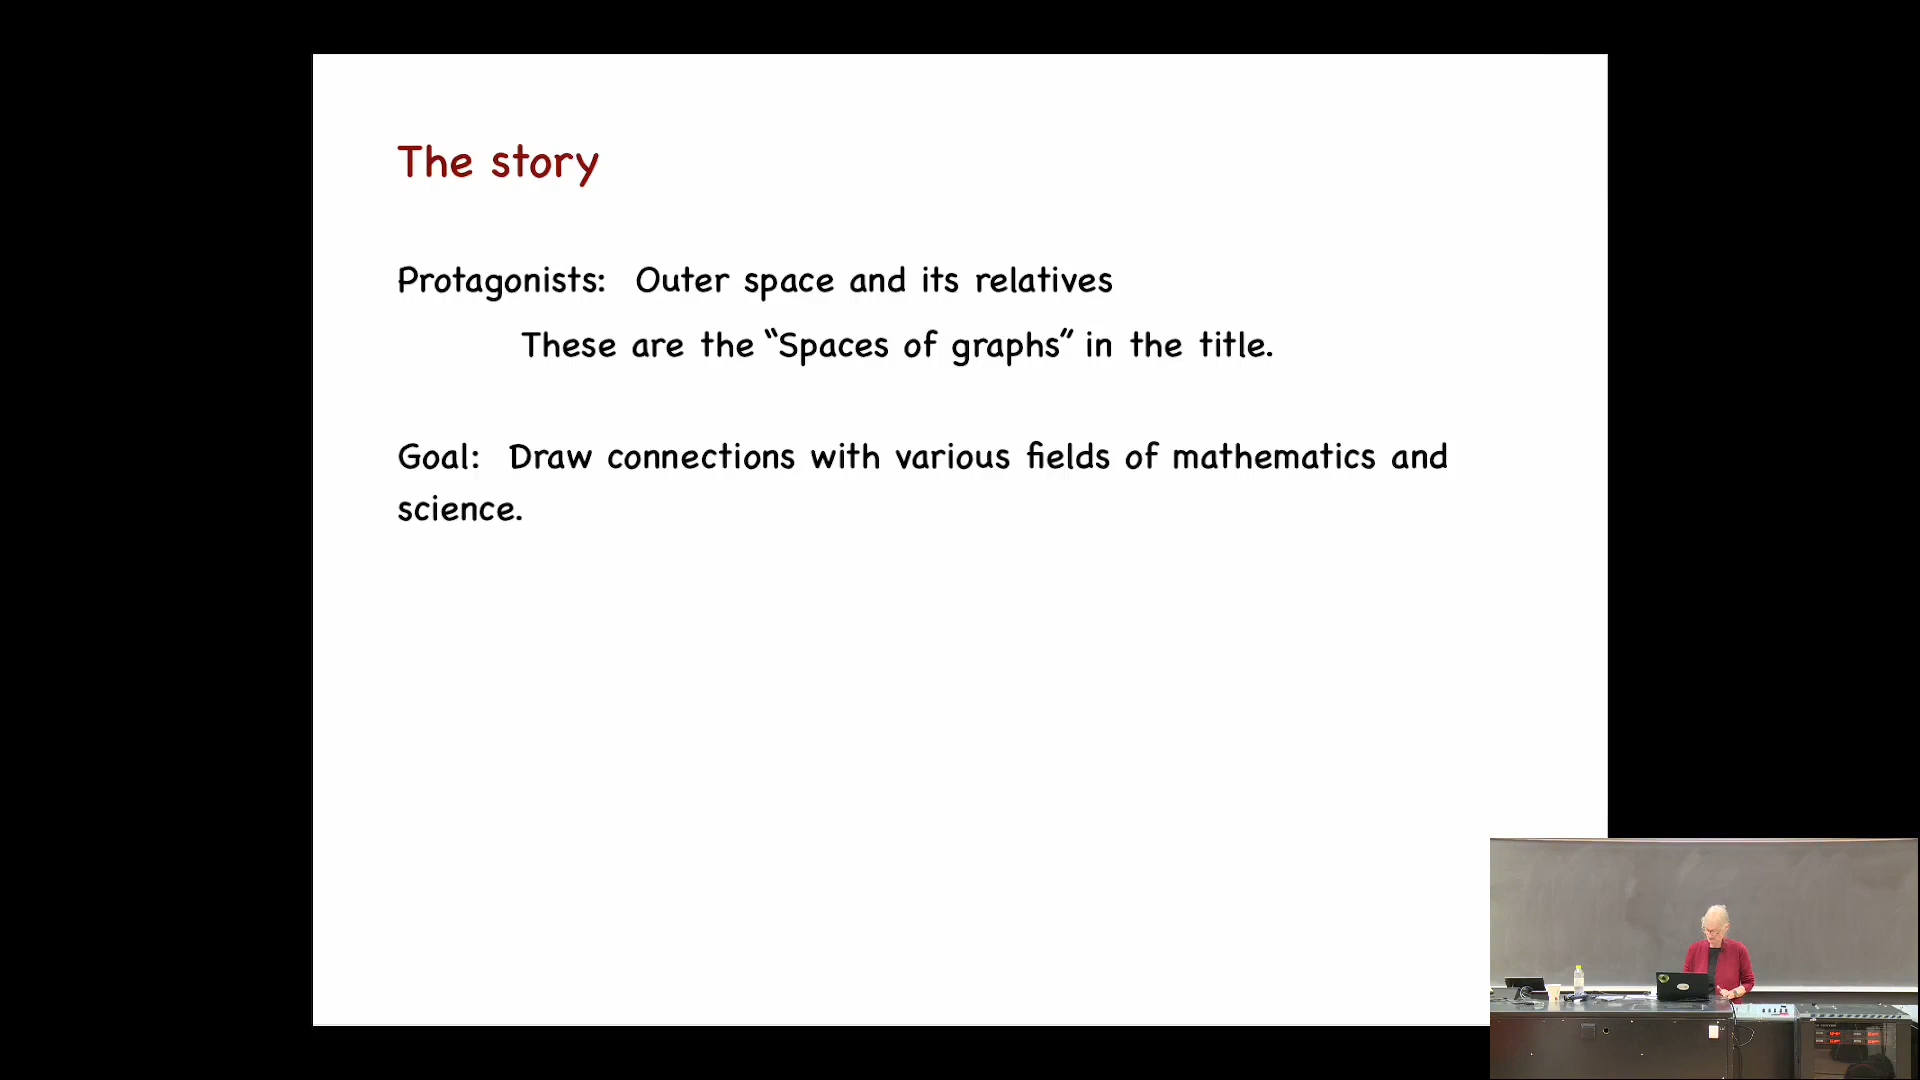 The story
Protagonists: Outer space and its relatives
These are the “Spaces of graphs” in the title.
Goal: Draw connections with various fields of mathematics and
science.